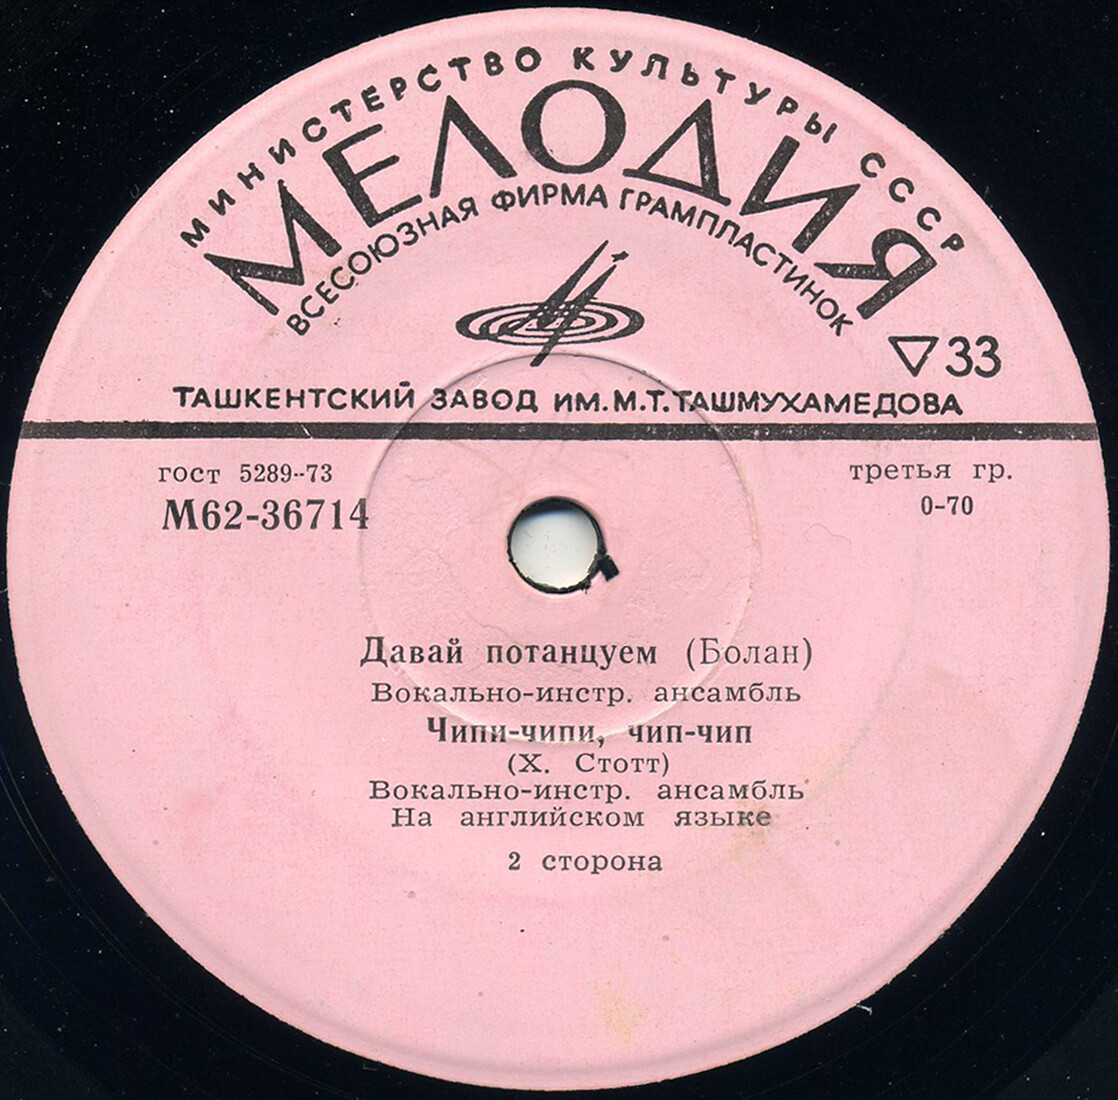 МИНИСТЕРСТВО КУЛЬТУРЫ СССР
МЕЛОДИЯ
ВСЕСОЮЗНАЯ ФИРМА ГРАМПЛАСТИНОК
▽33
ТАШКЕНТСКИЙ ЗАВОД ИМ. М. Т. ТАШМУХАМЕДОВА
гост 5289--73
третья гр.
М62-36714
0-70
Давай потанцуем (Болан)
Вокально-инстр. ансамбль
Чипи-чипи, чип-чип
(Х. Стотт)
Вокально-инстр. ансамбль
На английском языке
2 сторона